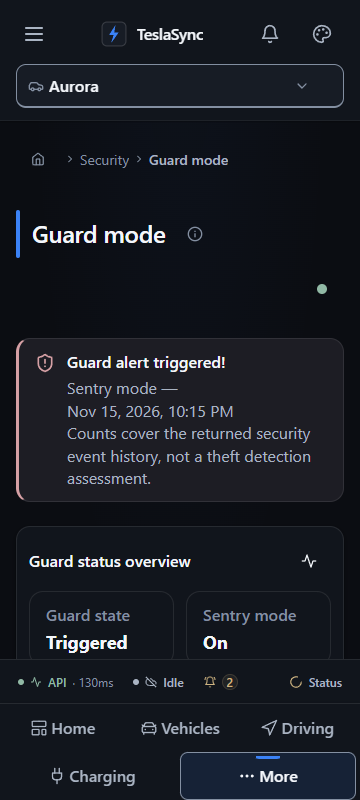 TeslaSync
Aurora
Security
Guard mode
Guard mode
Guard alert triggered!
Sentry mode —
Nov 15, 2026, 10:15 PM
Counts cover the returned security
event history, not a theft detection
assessment.
Guard status overview
Guard state
Triggered
Sentry mode
On
API · 130ms
Idle
2
Status
Home
Vehicles
Driving
Charging
More